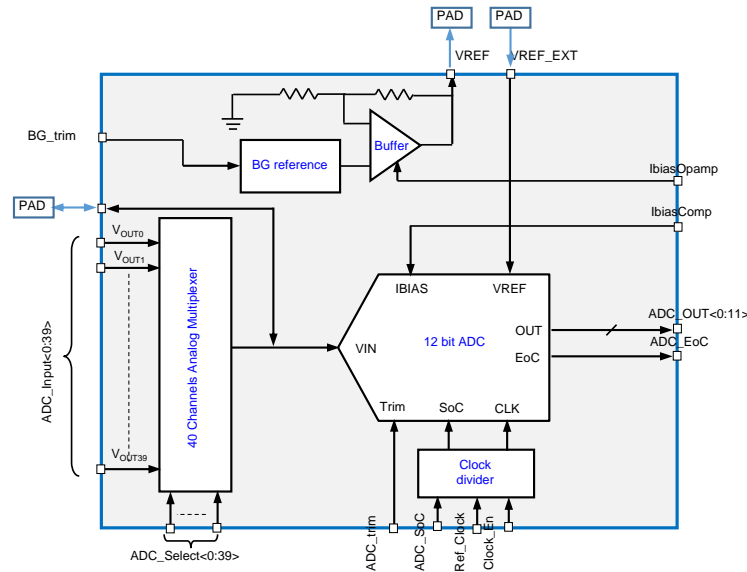 PAD
PAD
VREF
VREF_EXT
BG_trim
Buffer
BG reference
IbiasOpamp
PAD
IbiasComp
VOUT0
VOUT1
IBIAS
VREF
ADC_OUT<0:11>
OUT
ADC_EoC
VIN
12 bit ADC
EoC
ADC_Input<0:39>
40 Channels Analog Multiplexer
Trim
SoC
CLK
VOUT39
Clock
divider
ADC_Select<0:39>
ADC_trim
ADC_SoC
Ref_Clock
Clock_En